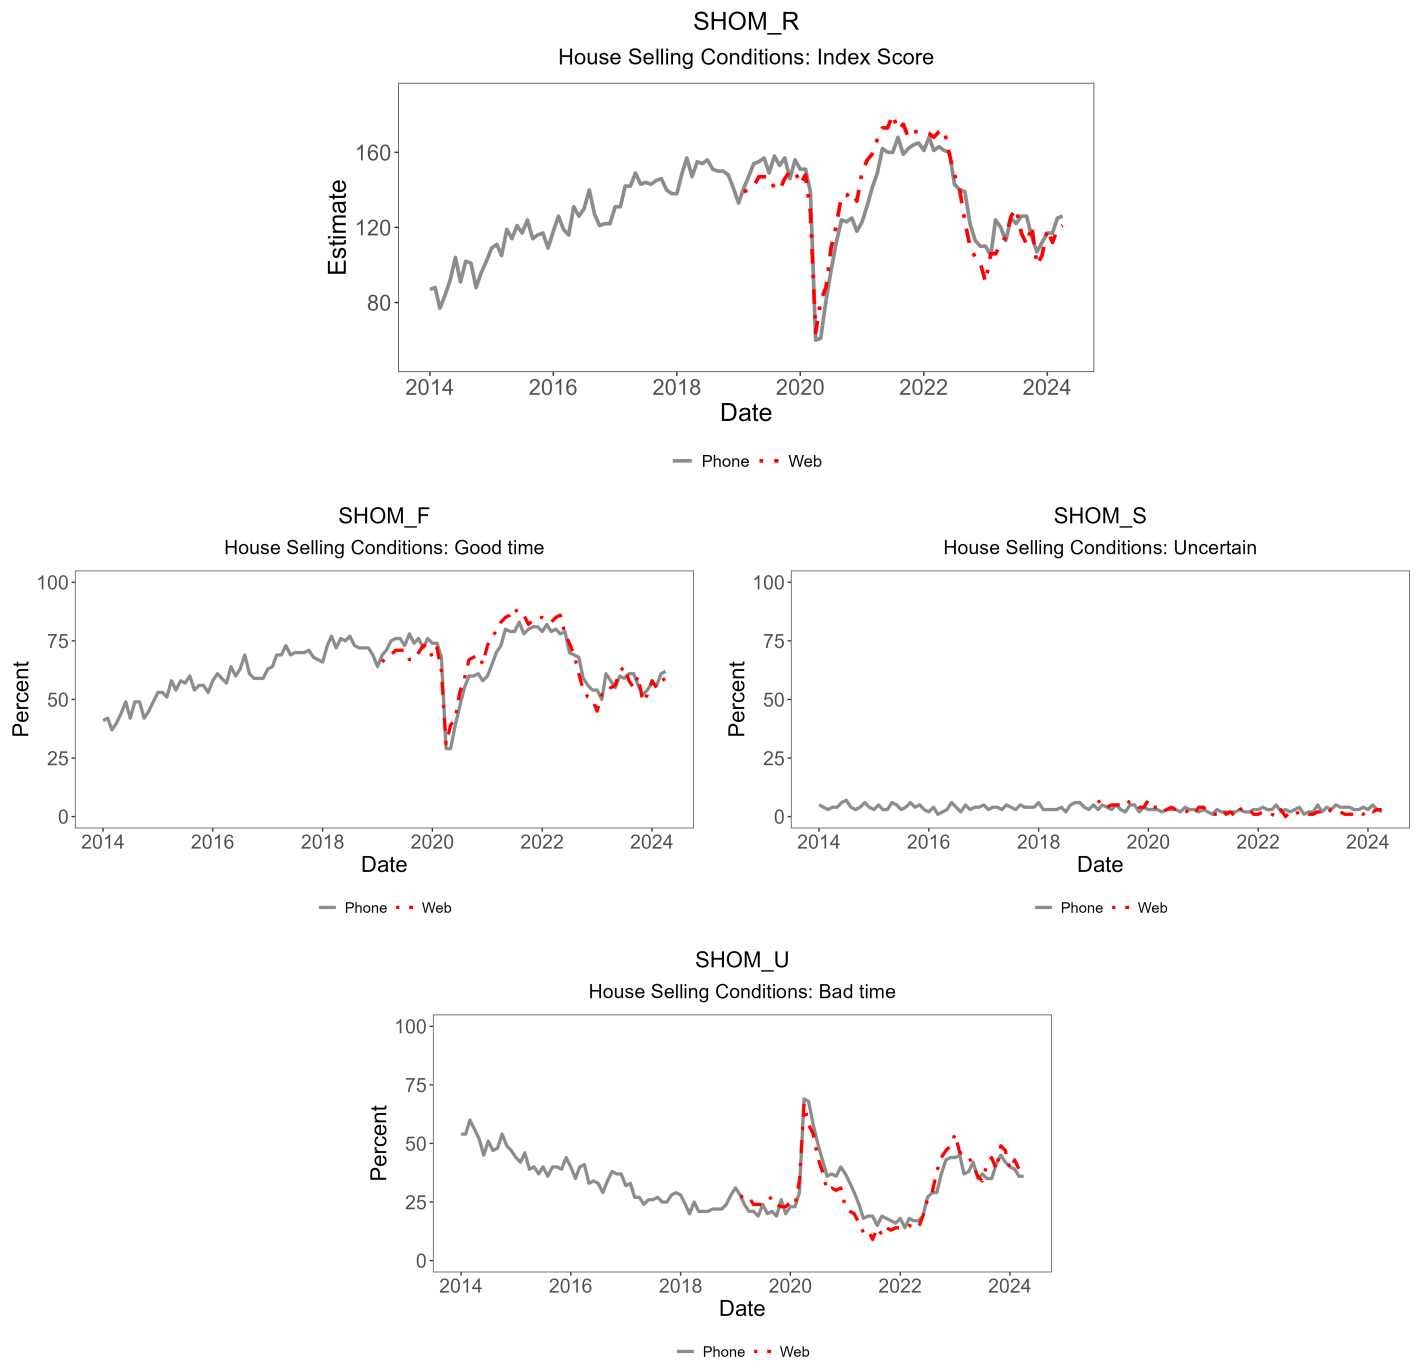 SHOM_R
House Selling Conditions: Index Score
Estimate
160
120
80
2014 2016 2018 2020 2022 2024
Date
Phone Web
SHOM_F
House Selling Conditions: Good time
Percent
100
75
50
25
0
2014 2016 2018 2020 2022 2024
Date
Phone Web
SHOM_S
House Selling Conditions: Uncertain
Percent
100
75
50
25
0
2014 2016 2018 2020 2022 2024
Date
Phone Web
SHOM_U
House Selling Conditions: Bad time
Percent
100
75
50
25
0
2014 2016 2018 2020 2022 2024
Date
Phone Web